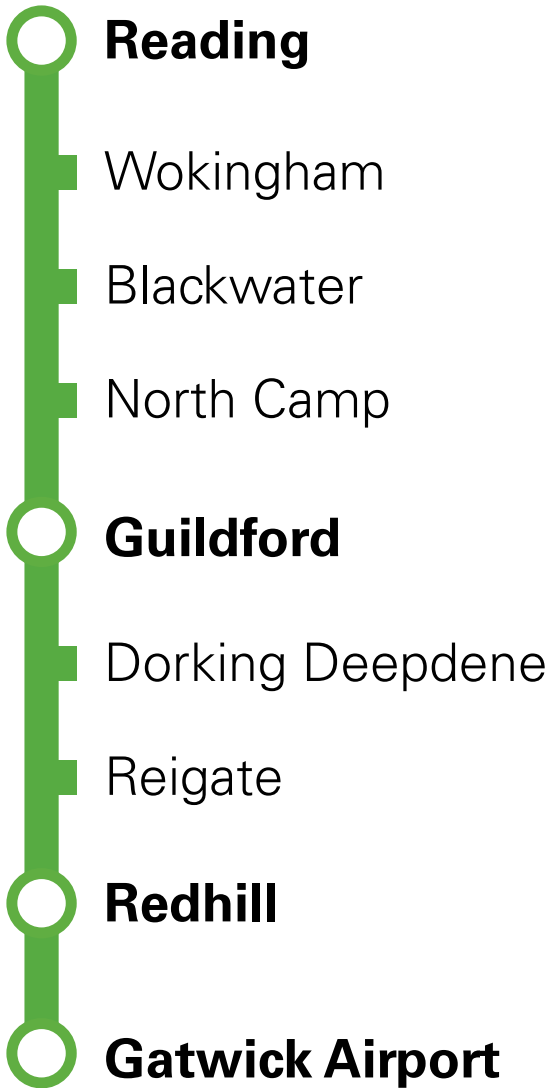 Reading
Wokingham
Blackwater
North Camp
Guildford
Dorking Deepdene
Reigate
Redhill
Gatwick Airport